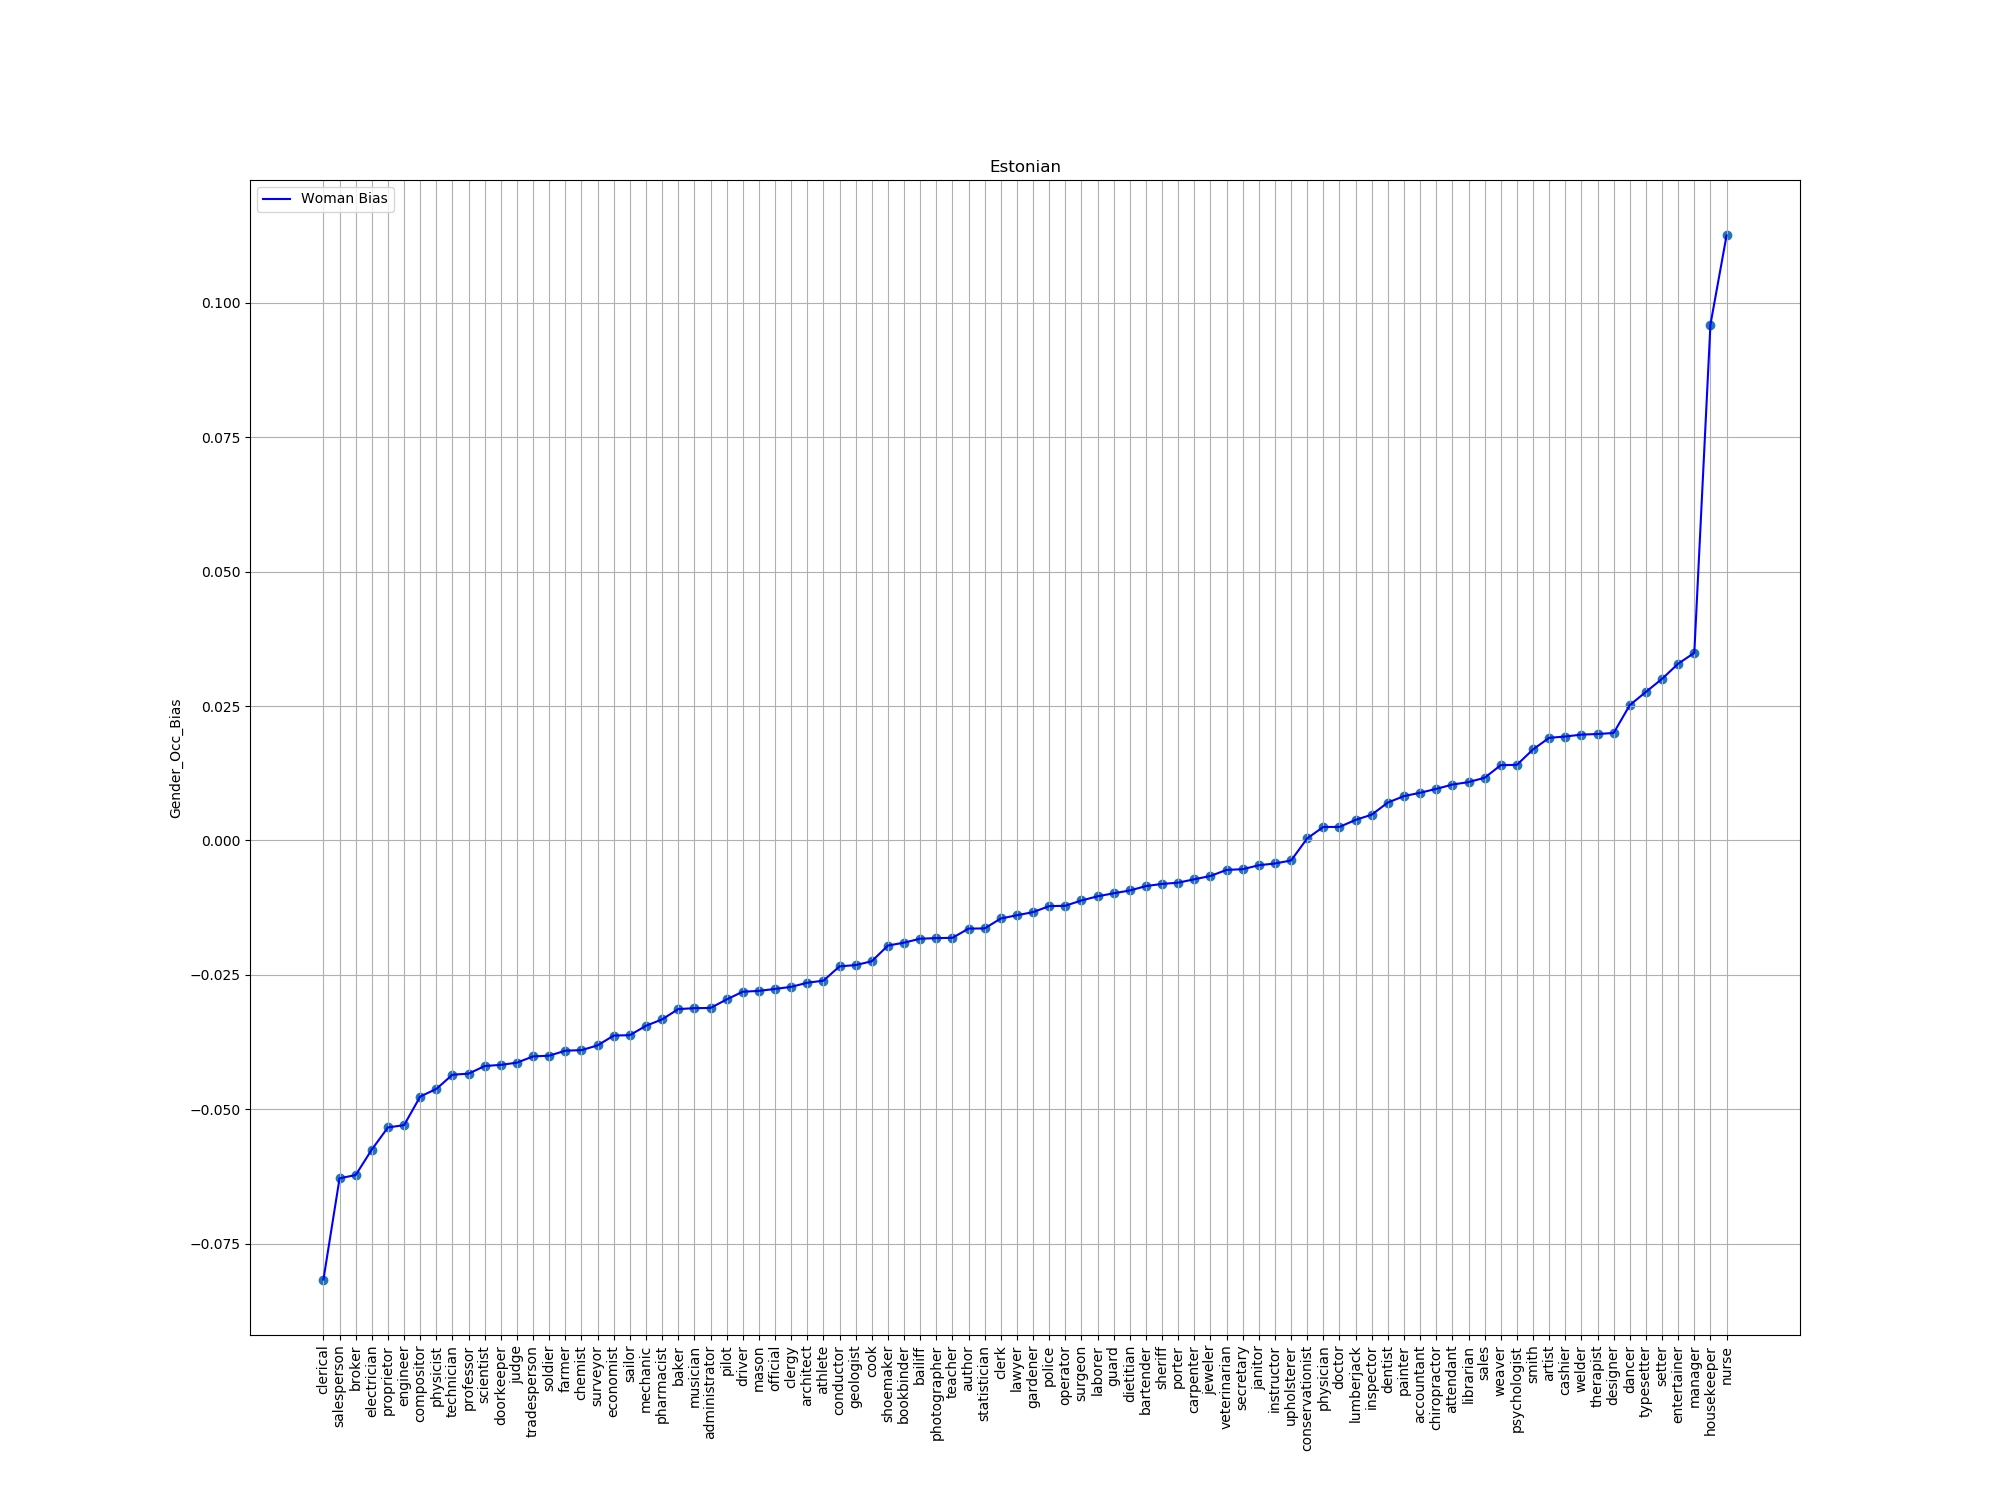 Estonian
Woman Bias
Gender_Occ_Bias
0.100
0.075
0.050
0.025
0.000
−0.025
−0.050
−0.075
clerical
salesperson
broker
electrician
proprietor
engineer
compositor
physicist
technician
professor
scientist
doorkeeper
judge
tradesperson
soldier
farmer
chemist
surveyor
economist
sailor
mechanic
pharmacist
baker
musician
administrator
pilot
driver
mason
official
clergy
architect
athlete
conductor
geologist
cook
shoemaker
bookbinder
bailiff
photographer
teacher
author
statistician
clerk
lawyer
gardener
police
operator
surgeon
laborer
guard
dietitian
bartender
sheriff
porter
carpenter
jeweler
veterinarian
secretary
janitor
instructor
upholsterer
conservationist
physician
doctor
lumberjack
inspector
dentist
painter
accountant
chiropractor
attendant
librarian
sales
weaver
psychologist
smith
artist
cashier
welder
therapist
designer
dancer
typesetter
setter
entertainer
manager
housekeeper
nurse